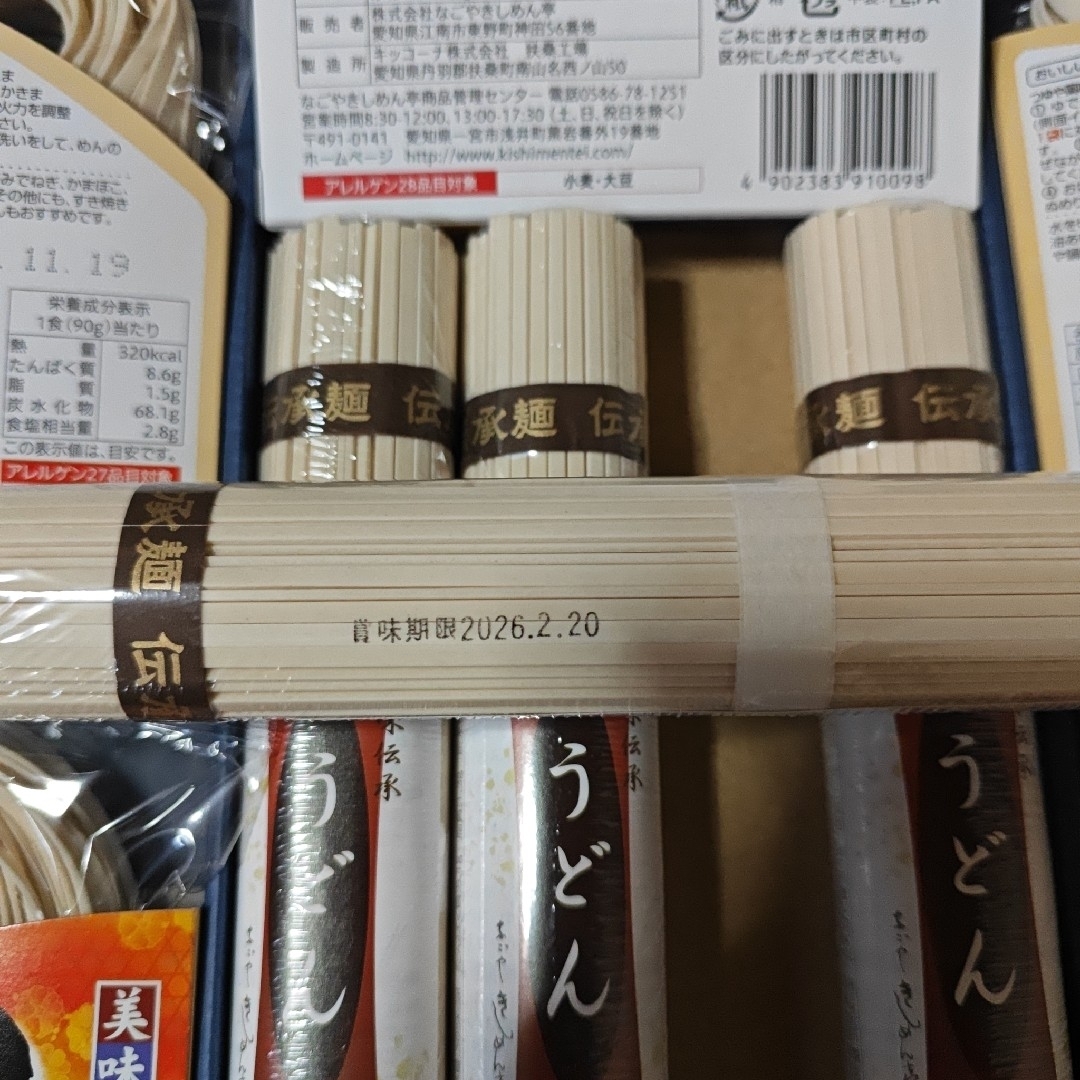 販売者
株式会社なごやきしめん亭
愛知県江南市東野町神田56番地
製造所
キッコーナ株式会社 扶桑工場
愛知県丹羽郡扶桑町南山名西ノ山50
なごやきしめん亭商品管理センター 電話0586-78-1251
営業時間8:30-12:00、13:00-17:30(土、日、祝日を除く)
〒491-0141 愛知県一宮市浅井町黒岩番外19番地
ホームページ http://www.kishimentei.com/
アレルゲン28品目対象
小麦・大豆
ごみに出すときは市区町村の
区分にしたがってください。
4 902383 910098
かきま
火力を調整
さい。
洗いをして、めんの
みでねぎ、かまぼこ、
その他にも、すき焼き
もおすすめです。
11.19
栄養成分表示
1食(90g)当たり
熱量 320kcal
たんぱく質 8.6g
脂質 1.5g
炭水化物 68.1g
食塩相当量 2.8g
この表示値は、目安です。
アレルゲン27品目対象
おいしい
承麺 伝
承麺 伝承
麺 伝承
承麺 伝
賞味期限2026.2.20
伝承
うどん
伝承
うどん
うどん
美味